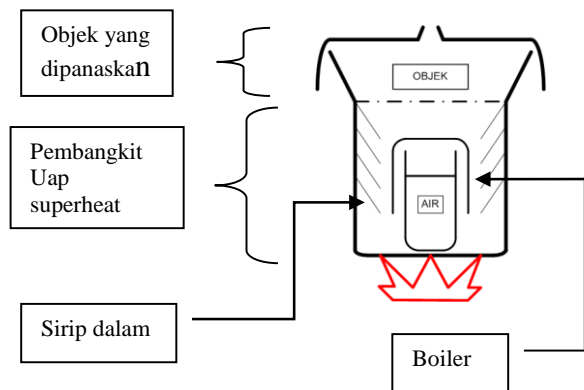 Objek yang
dipanaskan
OBJEK
Pembangkit
Uap
superheat
AIR
Sirip dalam
Boiler